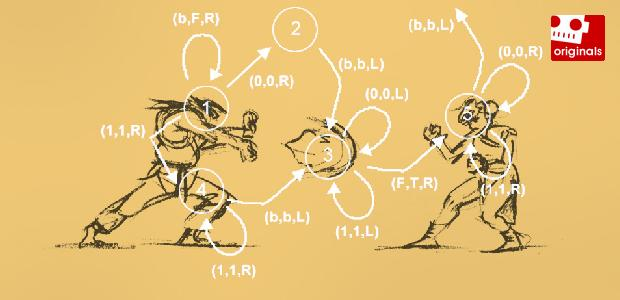 (b,F,R)
2
(b,b,L)
originals
(0,0,R)
(0,0,R)
(b,b,L)
1
(0,0,L)
(1,1,R)
3
4
(F,T,R)
(1,1,R)
(b,b,L)
(1,1,L)
(1,1,R)